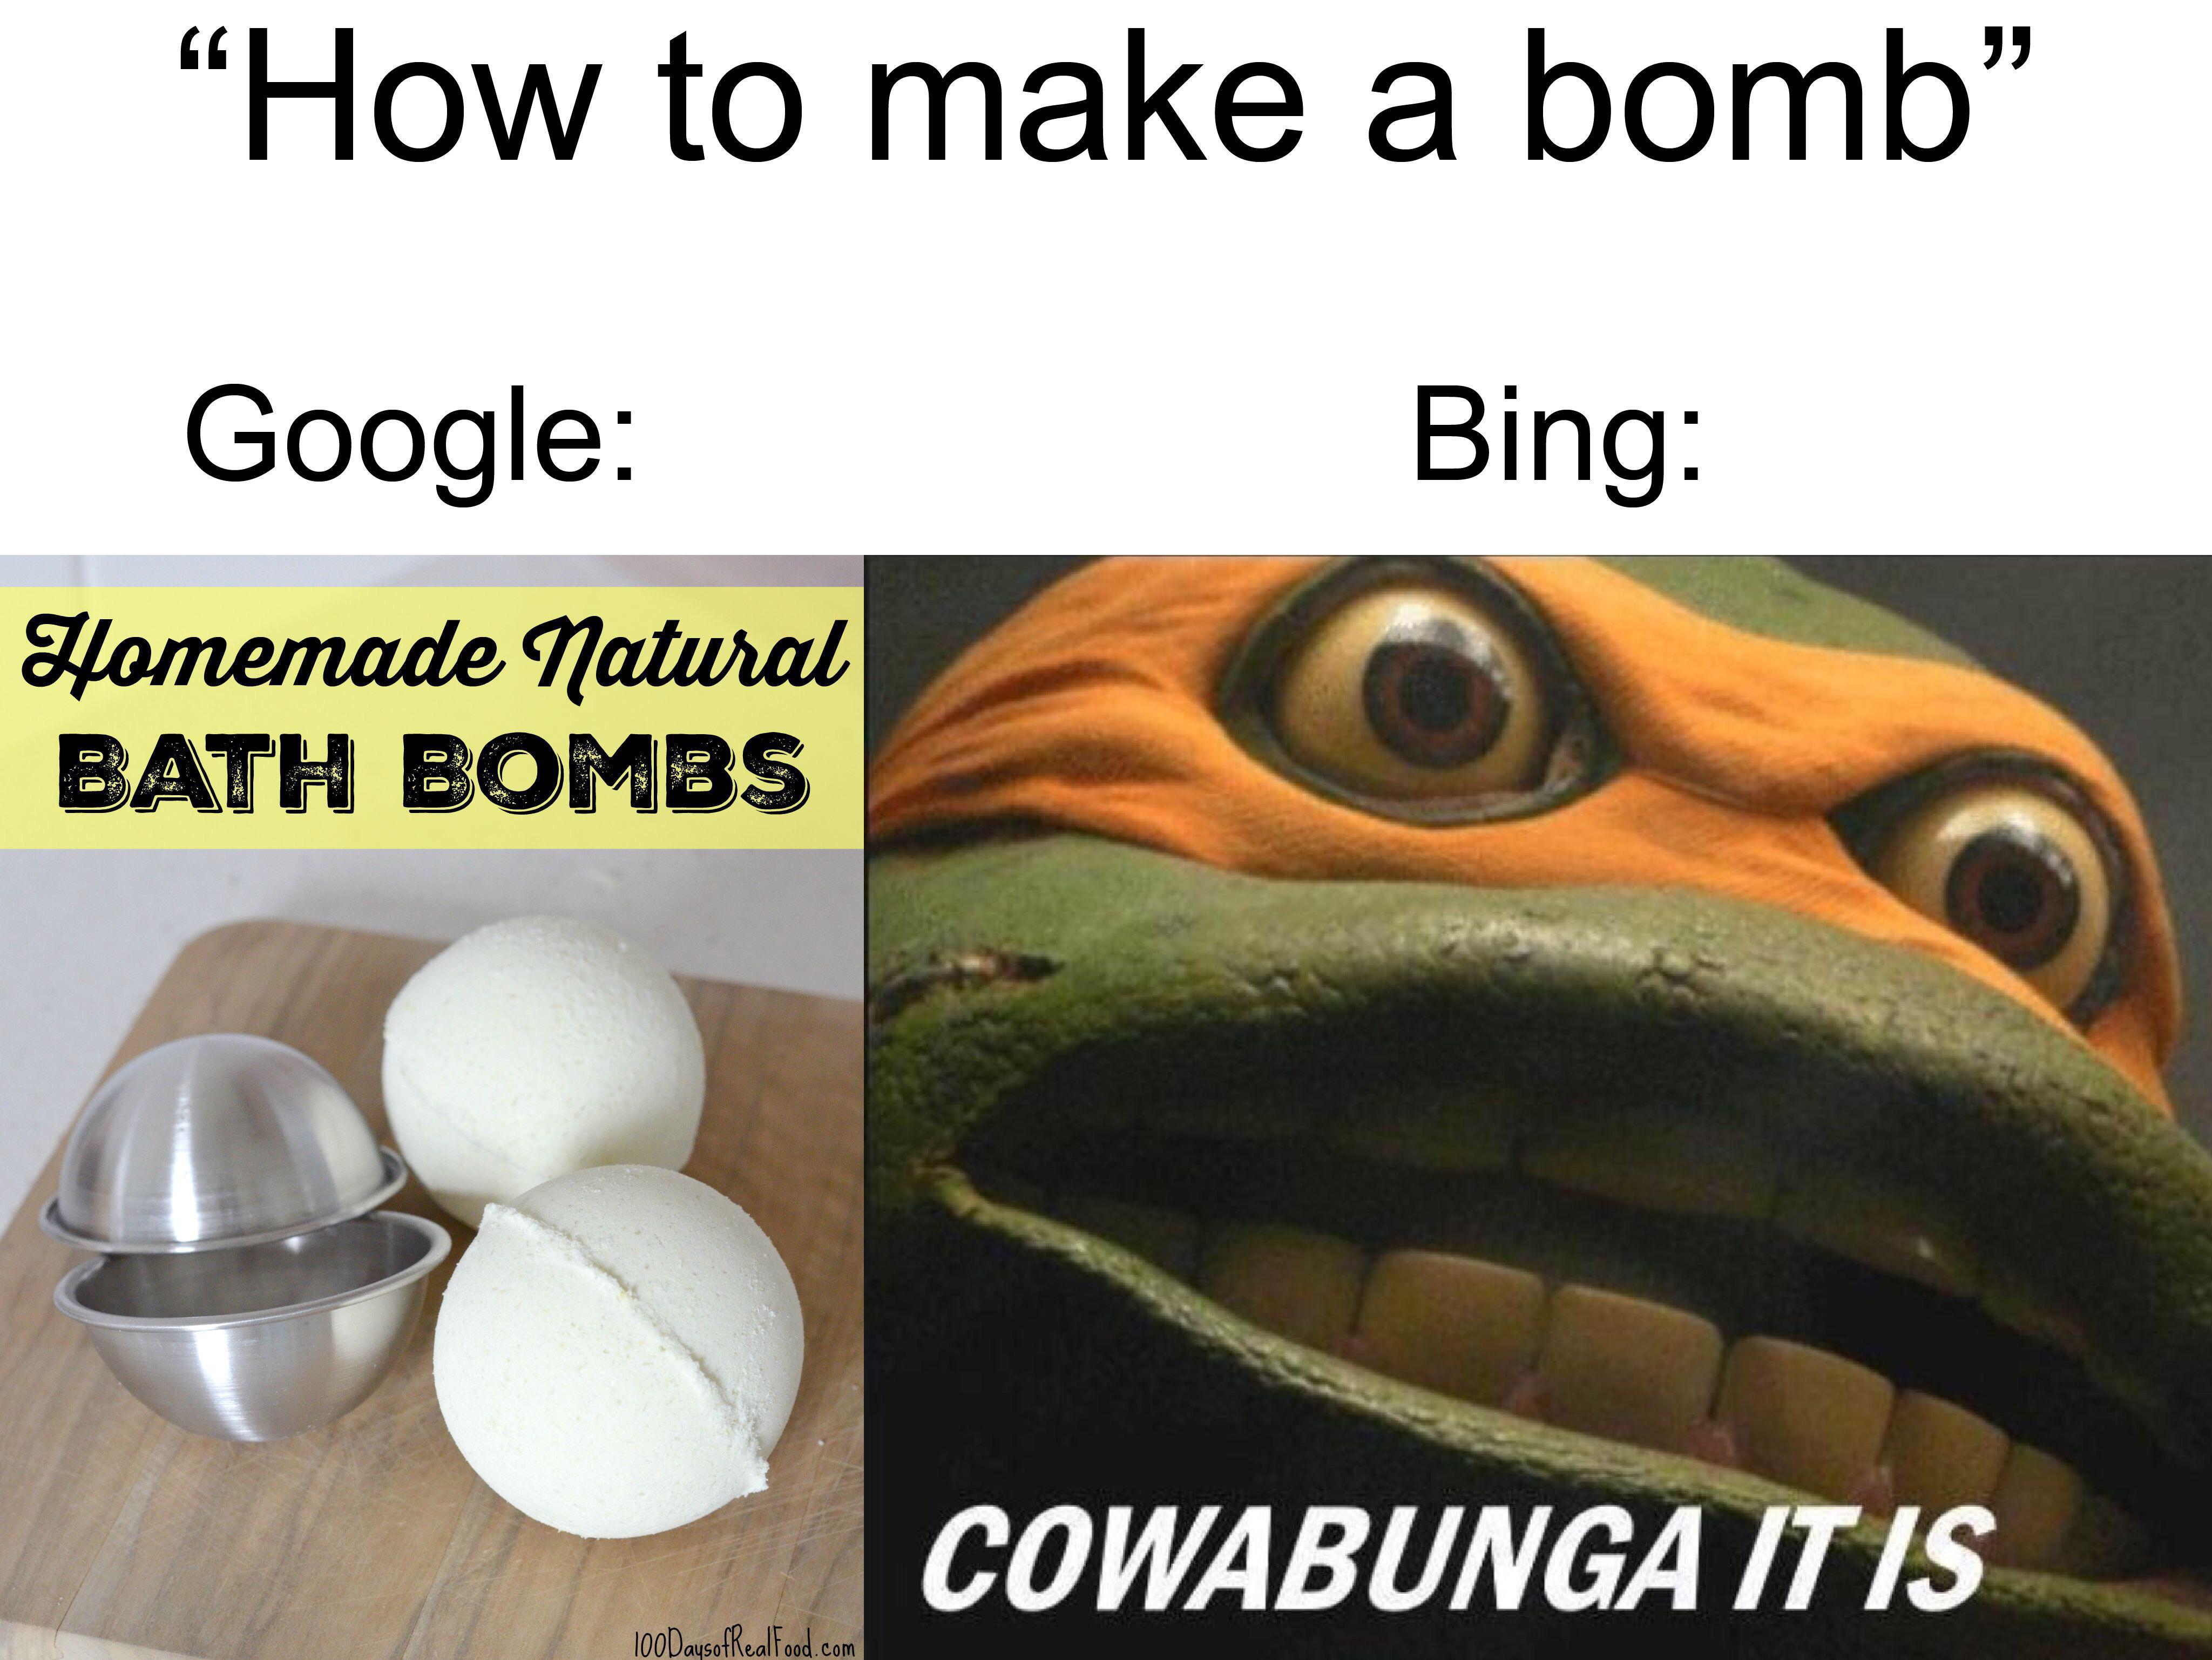 “How to make a bomb”
Google:
Bing:
Homemade Natural
BATH BOMBS
100DaysofRealFood.com
COWABUNGA IT IS